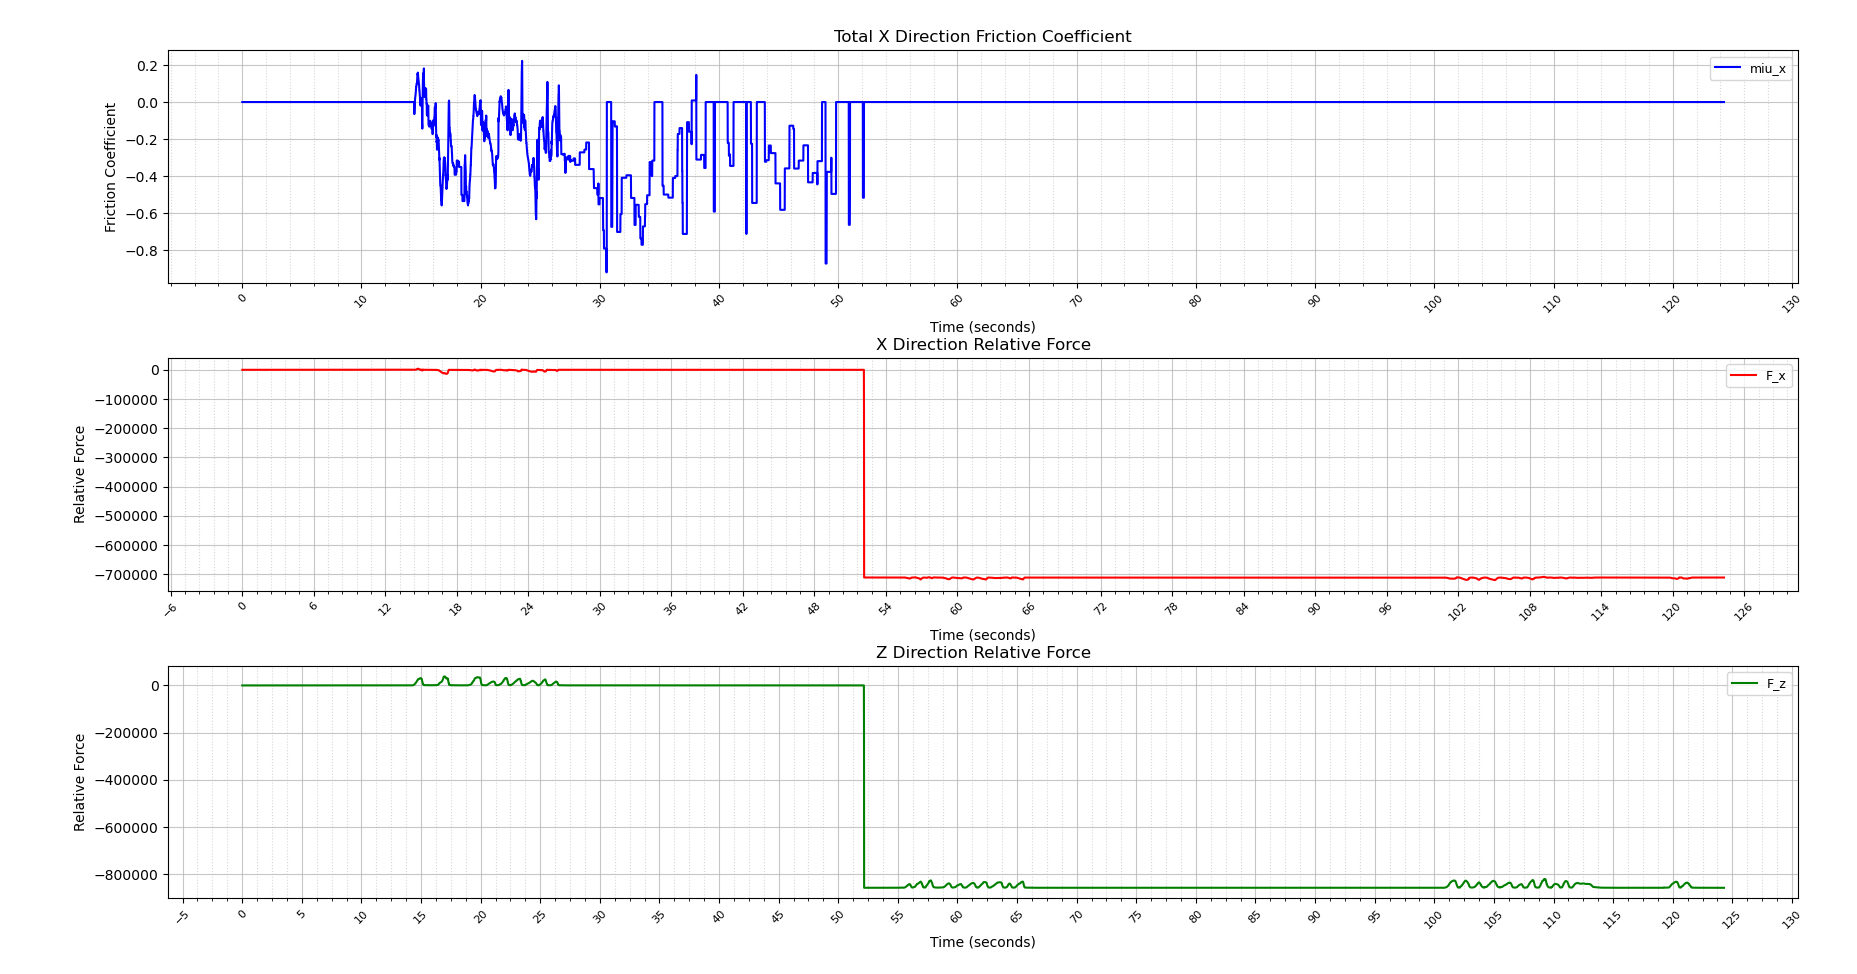 Total X Direction Friction Coefficient
0.2
0.0
−0.2
−0.4
−0.6
−0.8
Friction Coefficient
miu_x
0 10 20 30 40 50 60 70 80 90 100 110 120 130
Time (seconds)
X Direction Relative Force
0
−100000
−200000
−300000
−400000
−500000
−600000
−700000
Relative Force
F_x
−6 0 6 12 18 24 30 36 42 48 54 60 66 72 78 84 90 96 102 108 114 120 126
Time (seconds)
Z Direction Relative Force
0
−200000
−400000
−600000
−800000
Relative Force
F_z
−5 0 5 10 15 20 25 30 35 40 45 50 55 60 65 70 75 80 85 90 95 100 105 110 115 120 125 130
Time (seconds)